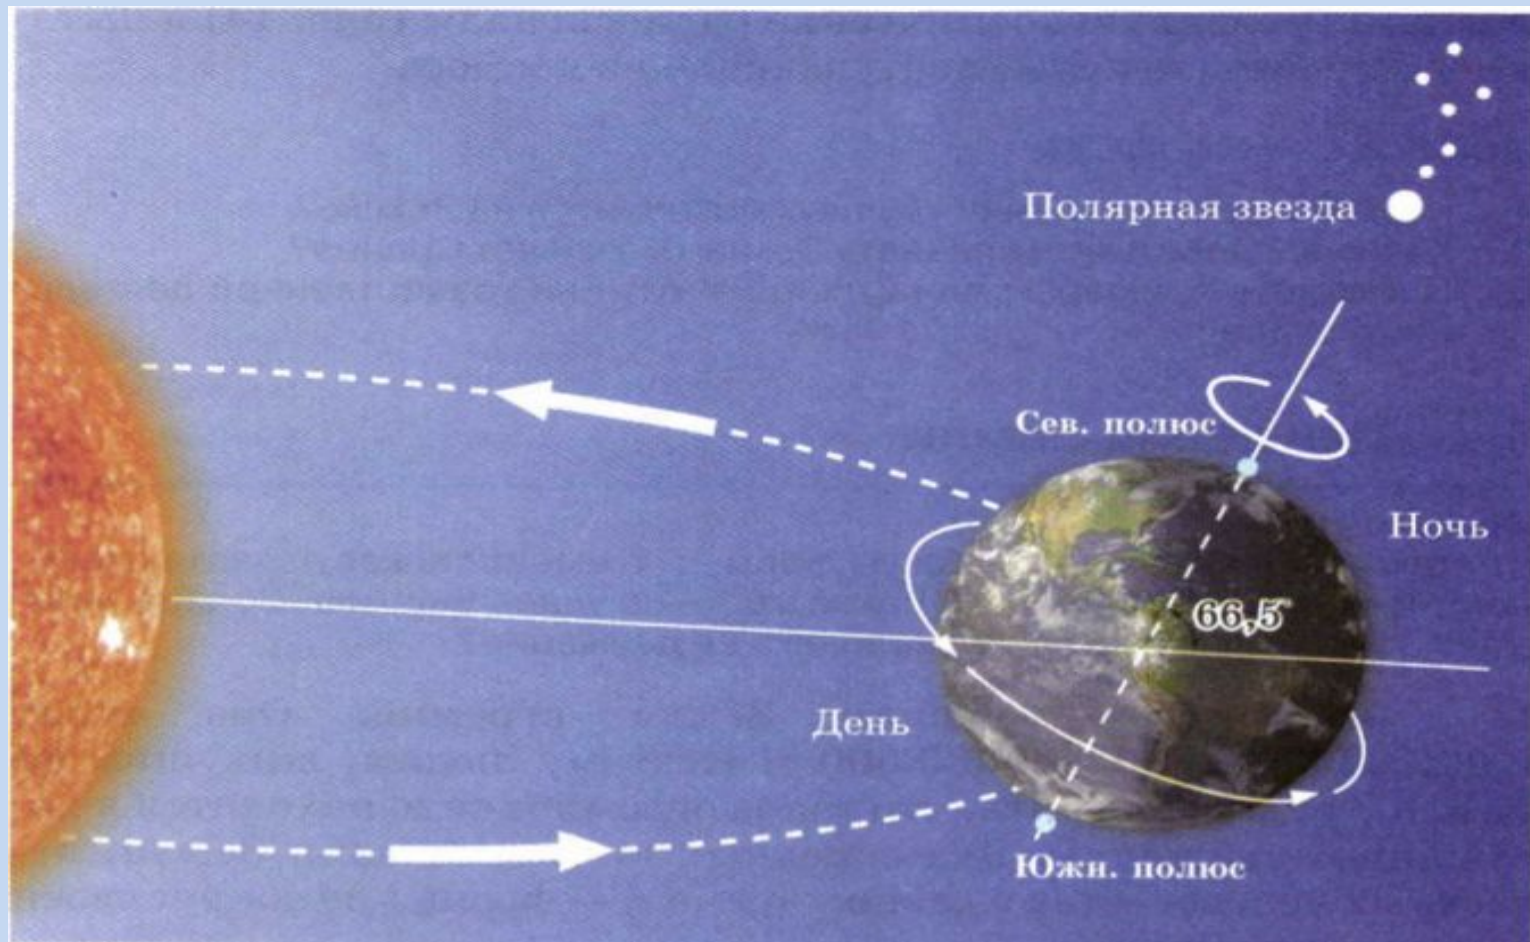 Полярная звезда
Сев. полюс
Ночь
66,5°
День
Южн. полюс